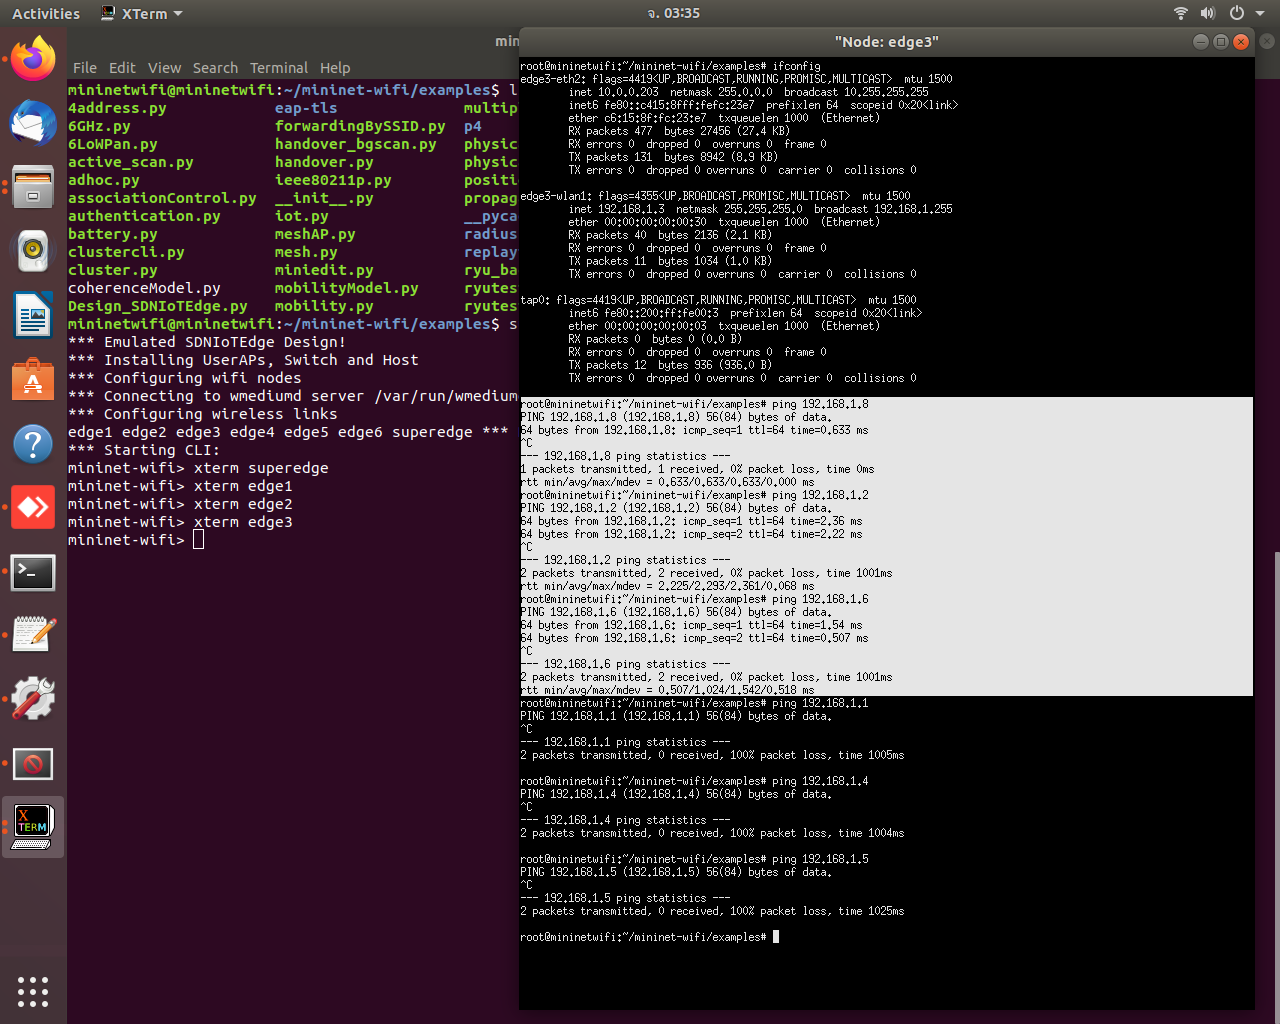 Activities
XTerm
จ. 03:35
min
File Edit View Search Terminal Help
mininetwifi@mininetwifi:~/mininet-wifi/examples$ l
4address.py eap-tls multip
6GHz.py forwardingBySSID.py p4
6LoWPan.py handover_bgscan.py physic
active_scan.py handover.py physic
adhoc.py ieee80211p.py positi
associationControl.py __init__.py propag
authentication.py iot.py __pyca
battery.py meshAP.py radius
clustercli.py mesh.py replay
cluster.py miniedit.py ryu_ba
coherenceModel.py mobilityModel.py ryutes
Design_SDNIoTEdge.py mobility.py ryutes
mininetwifi@mininetwifi:~/mininet-wifi/examples$ s
*** Emulated SDNIoTEdge Design!
*** Installing UserAPs, Switch and Host
*** Configuring wifi nodes
*** Connecting to wmediumd server /var/run/wmedium
*** Configuring wireless links
edge1 edge2 edge3 edge4 edge5 edge6 superedge ***
*** Starting CLI:
mininet-wifi> xterm superedge
mininet-wifi> xterm edge1
mininet-wifi> xterm edge2
mininet-wifi> xterm edge3
mininet-wifi>
"Node: edge3"
root@mininetwifi:~/mininet-wifi/examples# ifconfig
edge3-eth2: flags=4419<UP,BROADCAST,RUNNING,PROMISC,MULTICAST> mtu 1500
inet 10.0.0.203 netmask 255.0.0.0 broadcast 10.255.255.255
inet6 fe80::c415:8fff:fefc:23e7 prefixlen 64 scopeid 0x20<link>
ether c6:15:8f:fc:23:e7 txqueuelen 1000 (Ethernet)
RX packets 477 bytes 27456 (27.4 KB)
RX errors 0 dropped 0 overruns 0 frame 0
TX packets 131 bytes 8942 (8.9 KB)
TX errors 0 dropped 0 overruns 0 carrier 0 collisions 0
edge3-wlan1: flags=4355<UP,BROADCAST,PROMISC,MULTICAST> mtu 1500
inet 192.168.1.3 netmask 255.255.255.0 broadcast 192.168.1.255
ether 00:00:00:00:00:30 txqueuelen 1000 (Ethernet)
RX packets 40 bytes 2136 (2.1 KB)
RX errors 0 dropped 0 overruns 0 frame 0
TX packets 11 bytes 1034 (1.0 KB)
TX errors 0 dropped 0 overruns 0 carrier 0 collisions 0
tap0: flags=4419<UP,BROADCAST,RUNNING,PROMISC,MULTICAST> mtu 1500
inet6 fe80::200:ff:fe00:3 prefixlen 64 scopeid 0x20<link>
ether 00:00:00:00:00:03 txqueuelen 1000 (Ethernet)
RX packets 0 bytes 0 (0.0 B)
RX errors 0 dropped 0 overruns 0 frame 0
TX packets 12 bytes 936 (936.0 B)
TX errors 0 dropped 0 overruns 0 carrier 0 collisions 0
root@mininetwifi:~/mininet-wifi/examples# ping 192.168.1.8
PING 192.168.1.8 (192.168.1.8) 56(84) bytes of data.
64 bytes from 192.168.1.8: icmp_seq=1 ttl=64 time=0.633 ms
^C
--- 192.168.1.8 ping statistics ---
1 packets transmitted, 1 received, 0% packet loss, time 0ms
rtt min/avg/max/mdev = 0.633/0.633/0.633/0.000 ms
root@mininetwifi:~/mininet-wifi/examples# ping 192.168.1.2
PING 192.168.1.2 (192.168.1.2) 56(84) bytes of data.
64 bytes from 192.168.1.2: icmp_seq=1 ttl=64 time=2.36 ms
64 bytes from 192.168.1.2: icmp_seq=2 ttl=64 time=2.22 ms
^C
--- 192.168.1.2 ping statistics ---
2 packets transmitted, 2 received, 0% packet loss, time 1001ms
rtt min/avg/max/mdev = 2.225/2.293/2.361/0.068 ms
root@mininetwifi:~/mininet-wifi/examples# ping 192.168.1.6
PING 192.168.1.6 (192.168.1.6) 56(84) bytes of data.
64 bytes from 192.168.1.6: icmp_seq=1 ttl=64 time=1.54 ms
64 bytes from 192.168.1.6: icmp_seq=2 ttl=64 time=0.507 ms
^C
--- 192.168.1.6 ping statistics ---
2 packets transmitted, 2 received, 0% packet loss, time 1001ms
rtt min/avg/max/mdev = 0.507/1.024/1.542/0.518 ms
root@mininetwifi:~/mininet-wifi/examples# ping 192.168.1.1
PING 192.168.1.1 (192.168.1.1) 56(84) bytes of data.
^C
--- 192.168.1.1 ping statistics ---
2 packets transmitted, 0 received, 100% packet loss, time 1005ms
root@mininetwifi:~/mininet-wifi/examples# ping 192.168.1.4
PING 192.168.1.4 (192.168.1.4) 56(84) bytes of data.
^C
--- 192.168.1.4 ping statistics ---
2 packets transmitted, 0 received, 100% packet loss, time 1004ms
root@mininetwifi:~/mininet-wifi/examples# ping 192.168.1.5
PING 192.168.1.5 (192.168.1.5) 56(84) bytes of data.
^C
--- 192.168.1.5 ping statistics ---
2 packets transmitted, 0 received, 100% packet loss, time 1025ms
root@mininetwifi:~/mininet-wifi/examples#
X
TERM